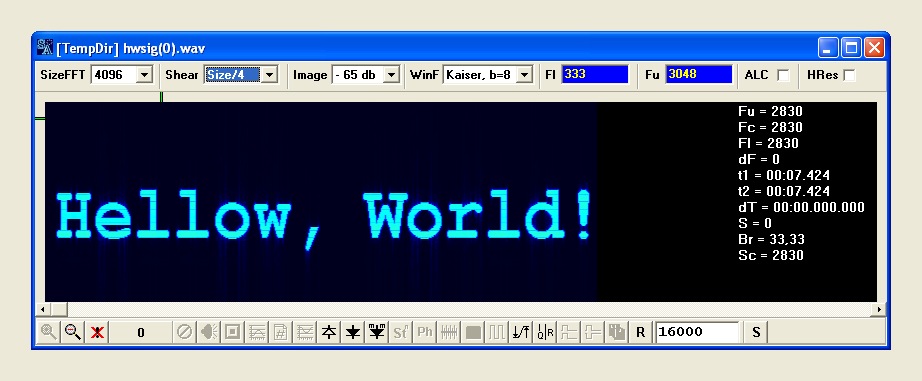 [TempDir] hwsig(0).wav
SizeFFT 4096 Shear Size/4 Image - 65 db WinF Kaiser, b=8 Fl 333 Fu 3048 ALC HRes
Fu = 2830
Fc = 2830
Fl = 2830
dF = 0
t1 = 00:07.424
t2 = 00:07.424
dT = 00:00.000.000
S = 0
Br = 33,33
Sc = 2830
Hellow, World!
0 Sf Ph R 16000 S